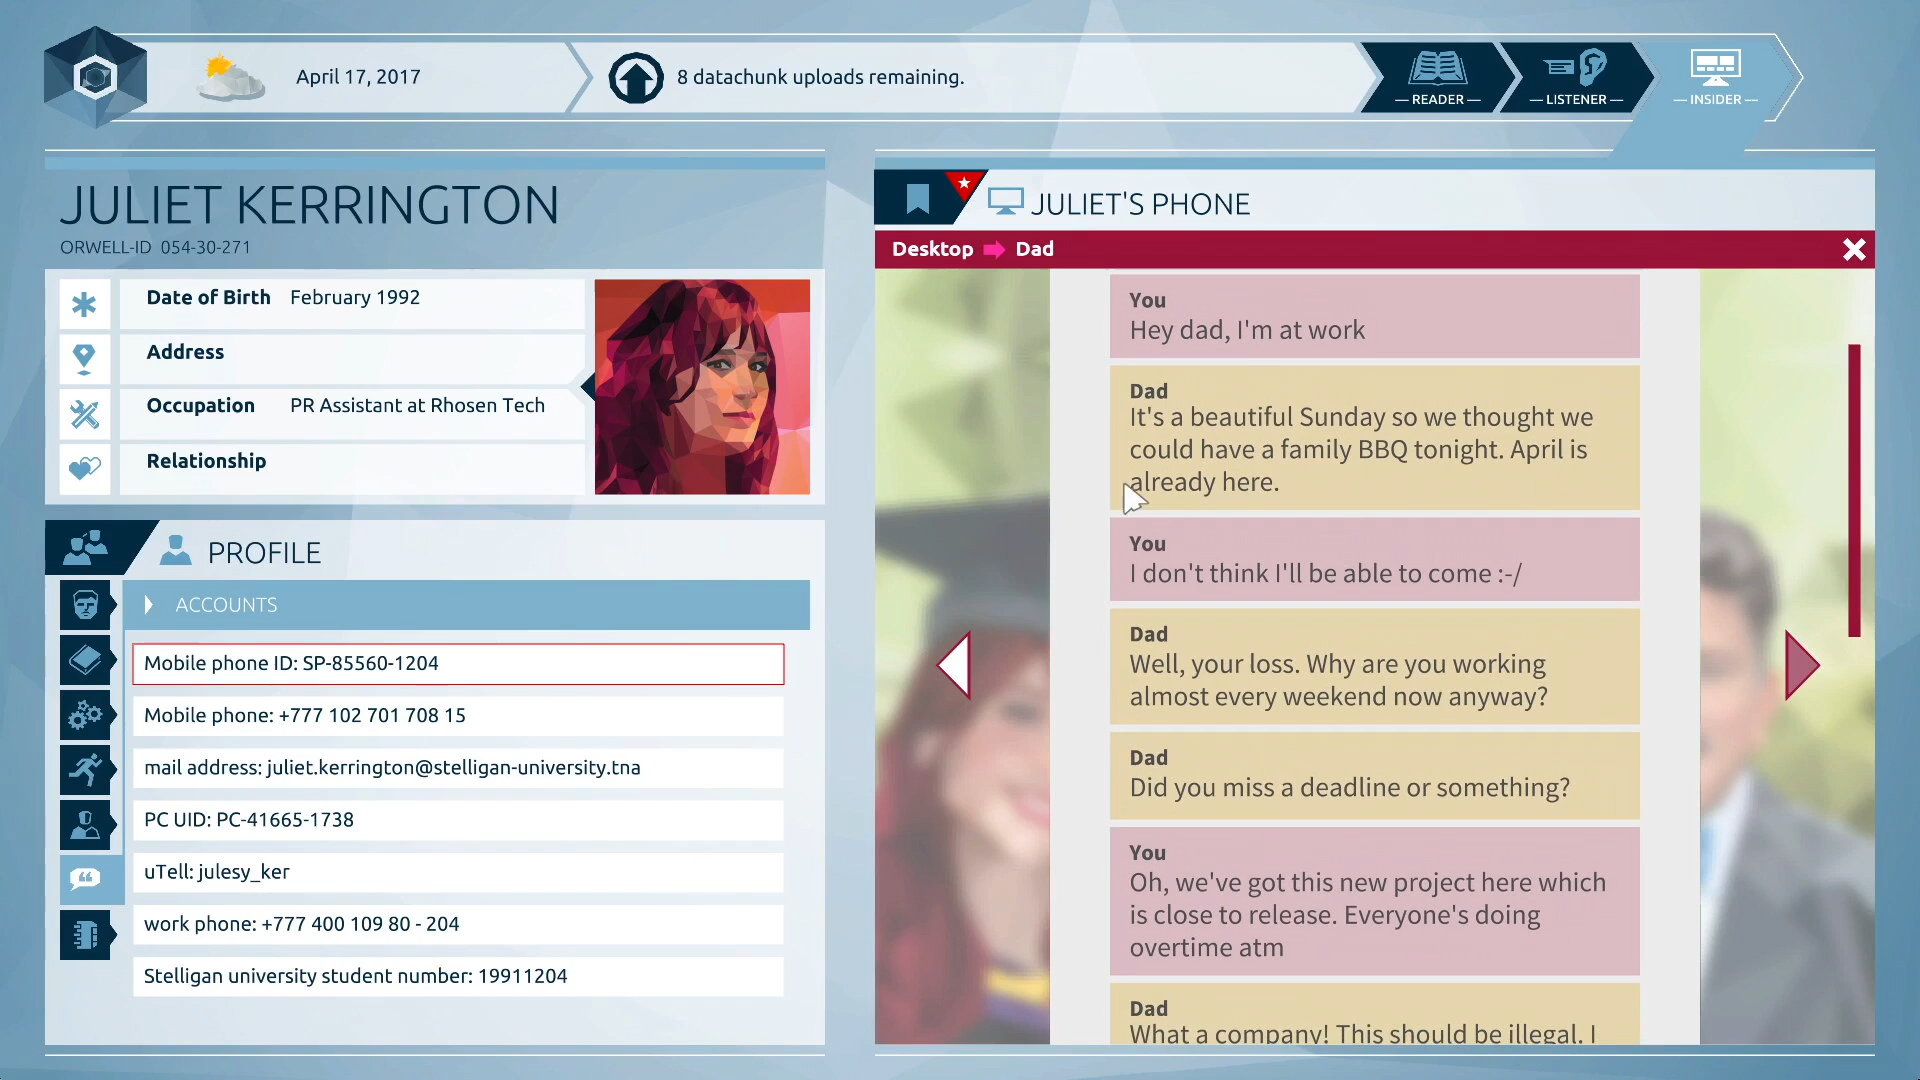 April 17, 2017
8 datachunk uploads remaining.
READER
LISTENER
INSIDER
JULIET KERRINGTON
ORWELL-ID 054-30-271
Date of Birth February 1992
Address
Occupation PR Assistant at Rhosen Tech
Relationship
PROFILE
ACCOUNTS
Mobile phone ID: SP-85560-1204
Mobile phone: +777 102 701 708 15
mail address: juliet.kerrington@stelligan-university.tna
PC UID: PC-41665-1738
uTell: julesy_ker
work phone: +777 400 109 80 - 204
Stelligan university student number: 19911204
JULIET'S PHONE
Desktop Dad
You
Hey dad, I'm at work
Dad
It's a beautiful Sunday so we thought we
could have a family BBQ tonight. April is
already here.
You
I don't think I'll be able to come :-/
Dad
Well, your loss. Why are you working
almost every weekend now anyway?
Dad
Did you miss a deadline or something?
You
Oh, we've got this new project here which
is close to release. Everyone's doing
overtime atm
Dad
What a company! This should be illegal. I